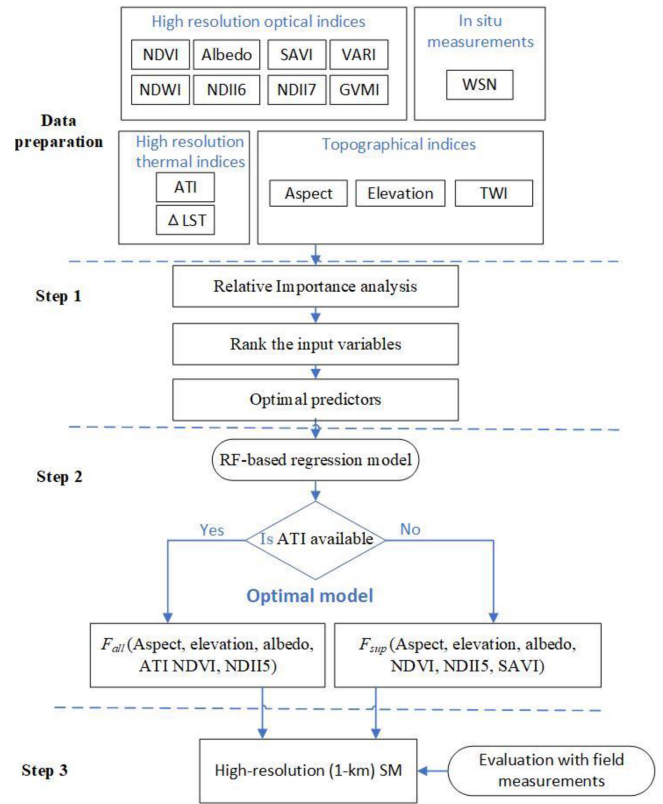 High resolution optical indices
NDVI Albedo SAVI VARI
NDWI NDII6 NDII7 GVMI
In situ
measurements
WSN
Data
preparation
High resolution
thermal indices
ATI
Δ LST
Topographical indices
Aspect Elevation TWI
Step 1
Relative Importance analysis
Rank the input variables
Optimal predictors
Step 2
RF-based regression model
Is ATI available
Yes
No
Optimal model
Fall (Aspect, elevation, albedo,
ATI NDVI, NDII5)
Fsup (Aspect, elevation, albedo,
NDVI, NDII5, SAVI)
Step 3
High-resolution (1-km) SM
Evaluation with field
measurements